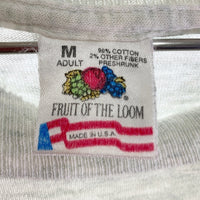 M
ADULT
98% COTTON
2% OTHER FIBERS
PRESHRUNK
FRUIT OF THE LOOM
MADE IN U.S.A.